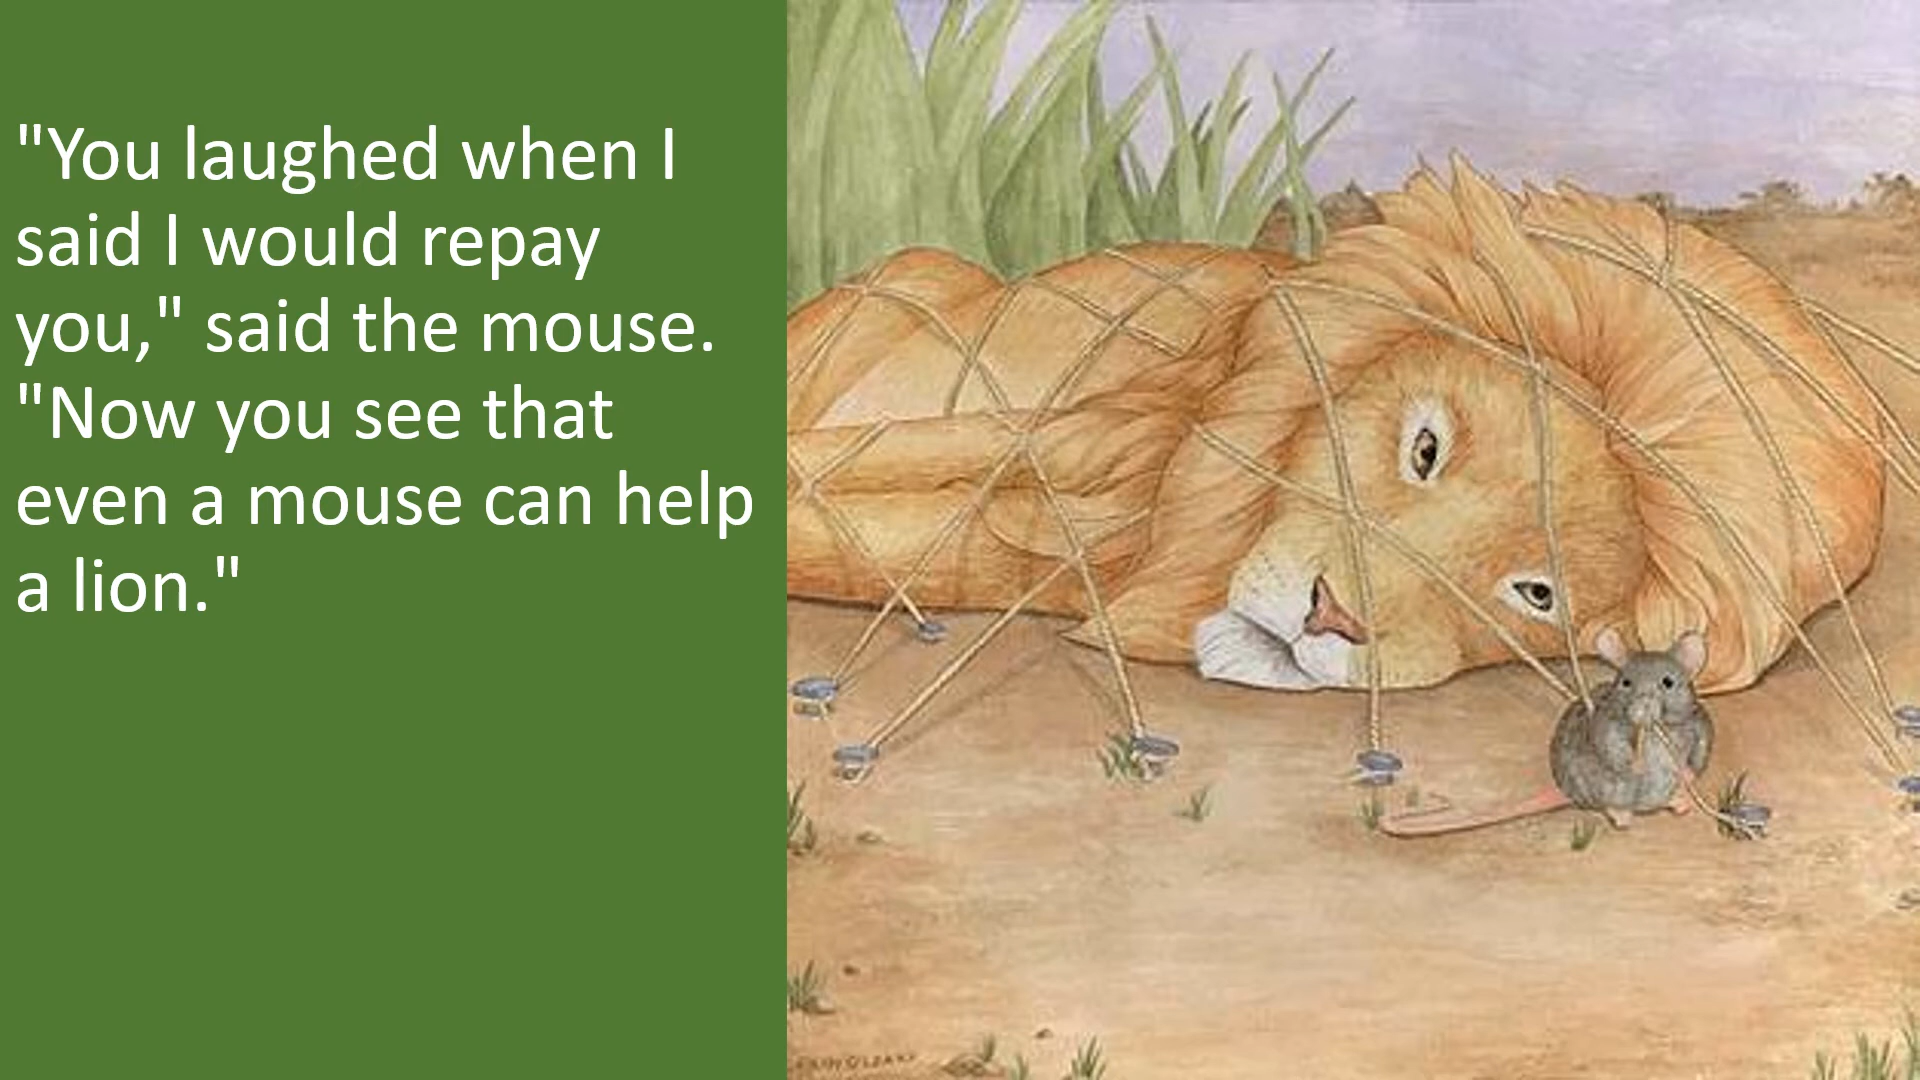 "You laughed when I
said I would repay
you," said the mouse.
"Now you see that
even a mouse can help
a lion."